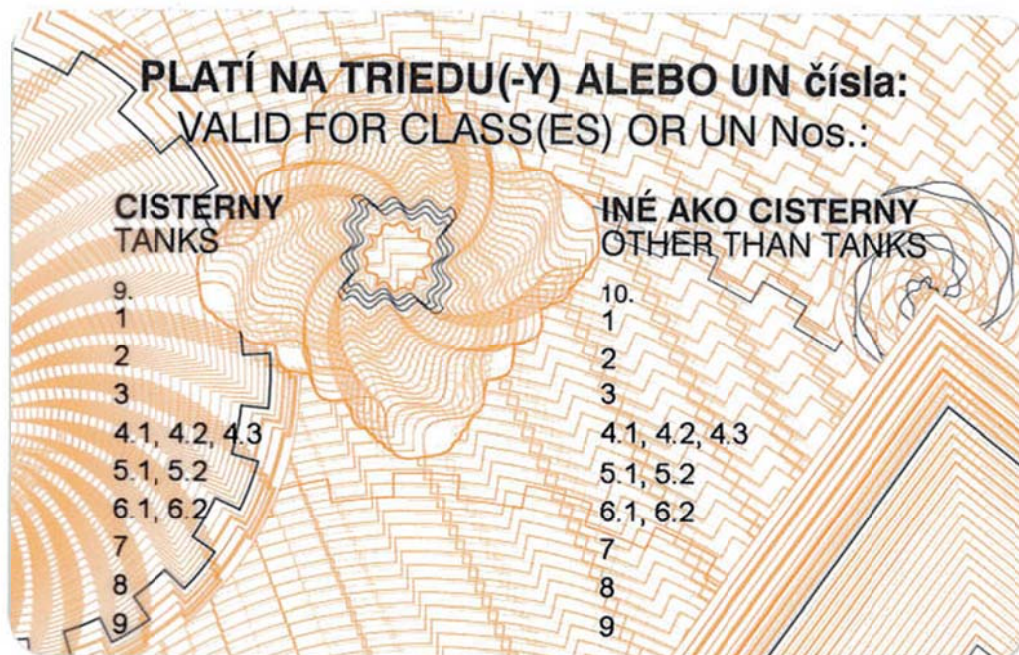 PLATÍ NA TRIEDU(-Y) ALEBO UN čísla:
VALID FOR CLASS(ES) OR UN Nos.:
CISTERNY
TANKS
9.
1
2
3
4.1, 4.2, 4.3
5.1, 5.2
6.1, 6.2
7
8
9
INÉ AKO CISTERNY
OTHER THAN TANKS
10.
1
2
3
4.1, 4.2, 4.3
5.1, 5.2
6.1, 6.2
7
8
9